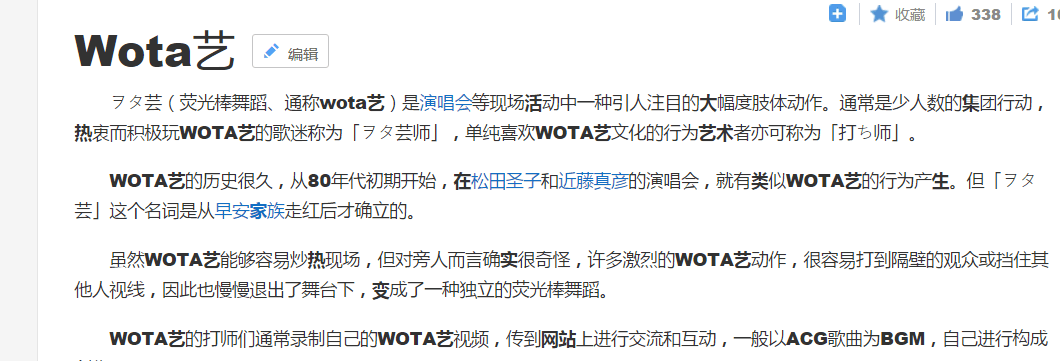 收藏 338
Wota艺 编辑
ヲタ芸（荧光棒舞蹈、通称wota艺）是演唱会等现场活动中一种引人注目的大幅度肢体动作。通常是少人数的集团行动，
热衷而积极玩WOTA艺的歌迷称为「ヲタ芸师」，单纯喜欢WOTA艺文化的行为艺术者亦可称为「打ち师」。
WOTA艺的历史很久，从80年代初期开始，在松田圣子和近藤真彦的演唱会，就有类似WOTA艺的行为产生。但「ヲタ
芸」这个名词是从早安家族走红后才确立的。
虽然WOTA艺能够容易炒热现场，但对旁人而言确实很奇怪，许多激烈的WOTA艺动作，很容易打到隔壁的观众或挡住其
他人视线，因此也慢慢退出了舞台下，变成了一种独立的荧光棒舞蹈。
WOTA艺的打师们通常录制自己的WOTA艺视频，传到网站上进行交流和互动，一般以ACG歌曲为BGM，自己进行构成